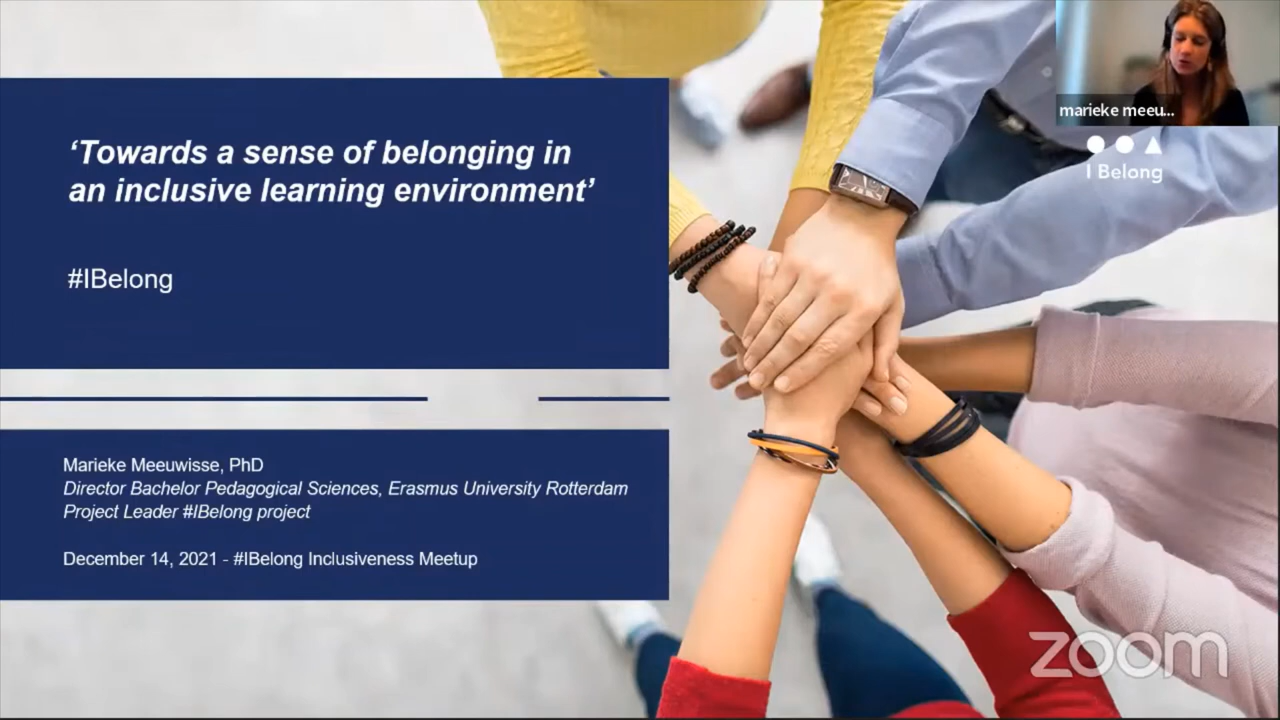 ‘Towards a sense of belonging in
an inclusive learning environment’
#IBelong
Marieke Meeuwisse, PhD
Director Bachelor Pedagogical Sciences, Erasmus University Rotterdam
Project Leader #IBelong project
December 14, 2021 - #IBelong Inclusiveness Meetup
marieke meeu...
I Belong
zoom